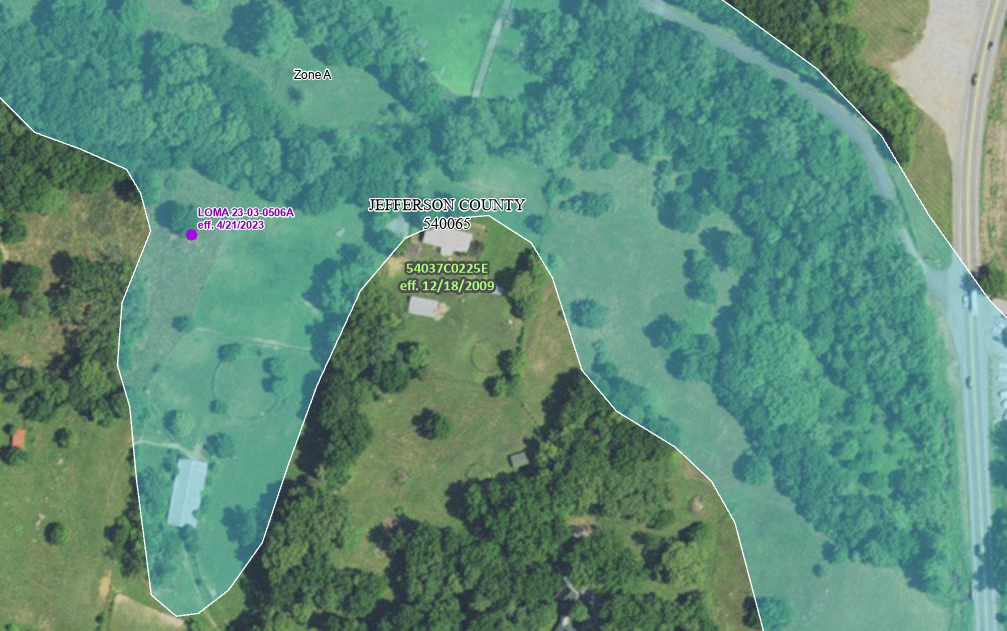 Zone A
LOMA 23-03-0506A
eff. 4/21/2023
JEFFERSON COUNTY
540065
54037C0225E
eff. 12/18/2009